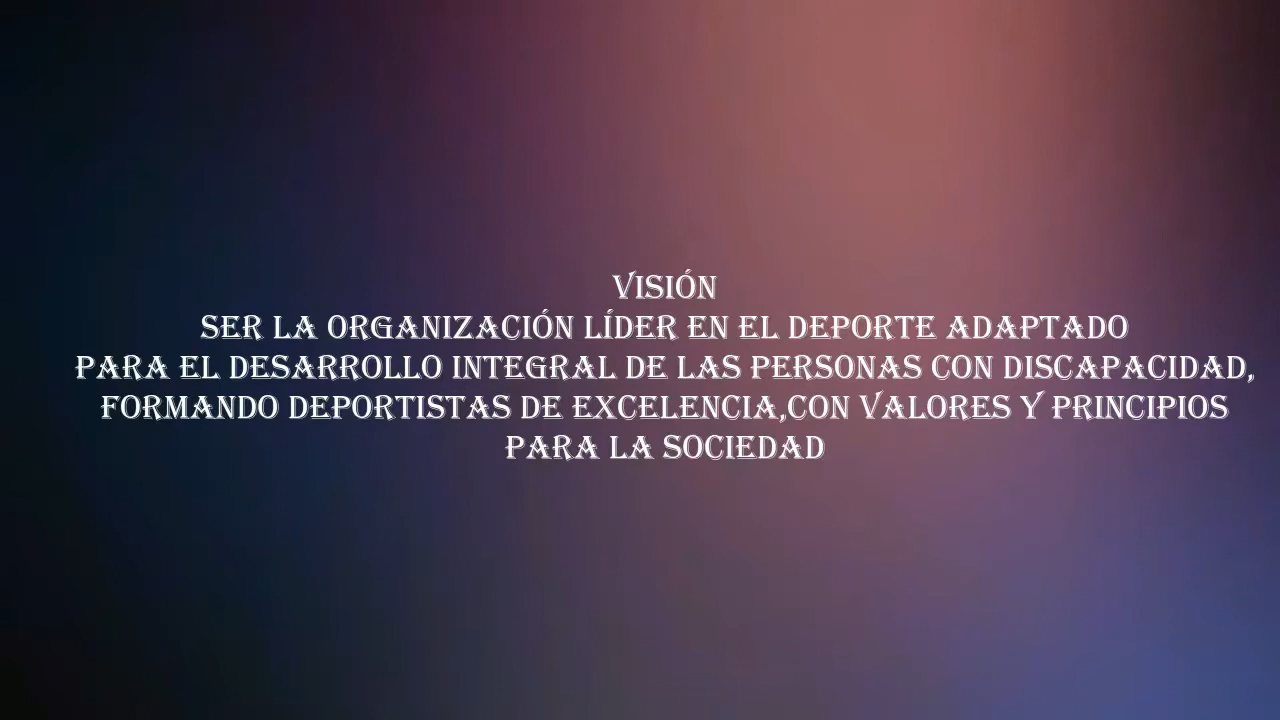 VISIÓN
SER LA ORGANIZACIÓN LÍDER EN EL DEPORTE ADAPTADO
PARA EL DESARROLLO INTEGRAL DE LAS PERSONAS CON DISCAPACIDAD,
FORMANDO DEPORTISTAS DE EXCELENCIA,CON VALORES Y PRINCIPIOS
PARA LA SOCIEDAD